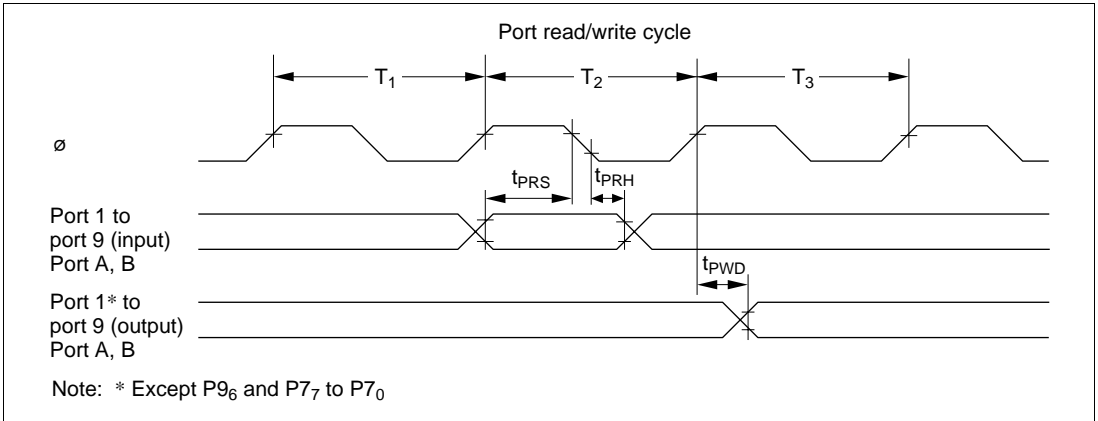 Port read/write cycle
T₁ T₂ T₃
ø
tPRS tPRH
Port 1 to
port 9 (input)
Port A, B
tPWD
Port 1* to
port 9 (output)
Port A, B
Note: * Except P9₆ and P7₇ to P7₀